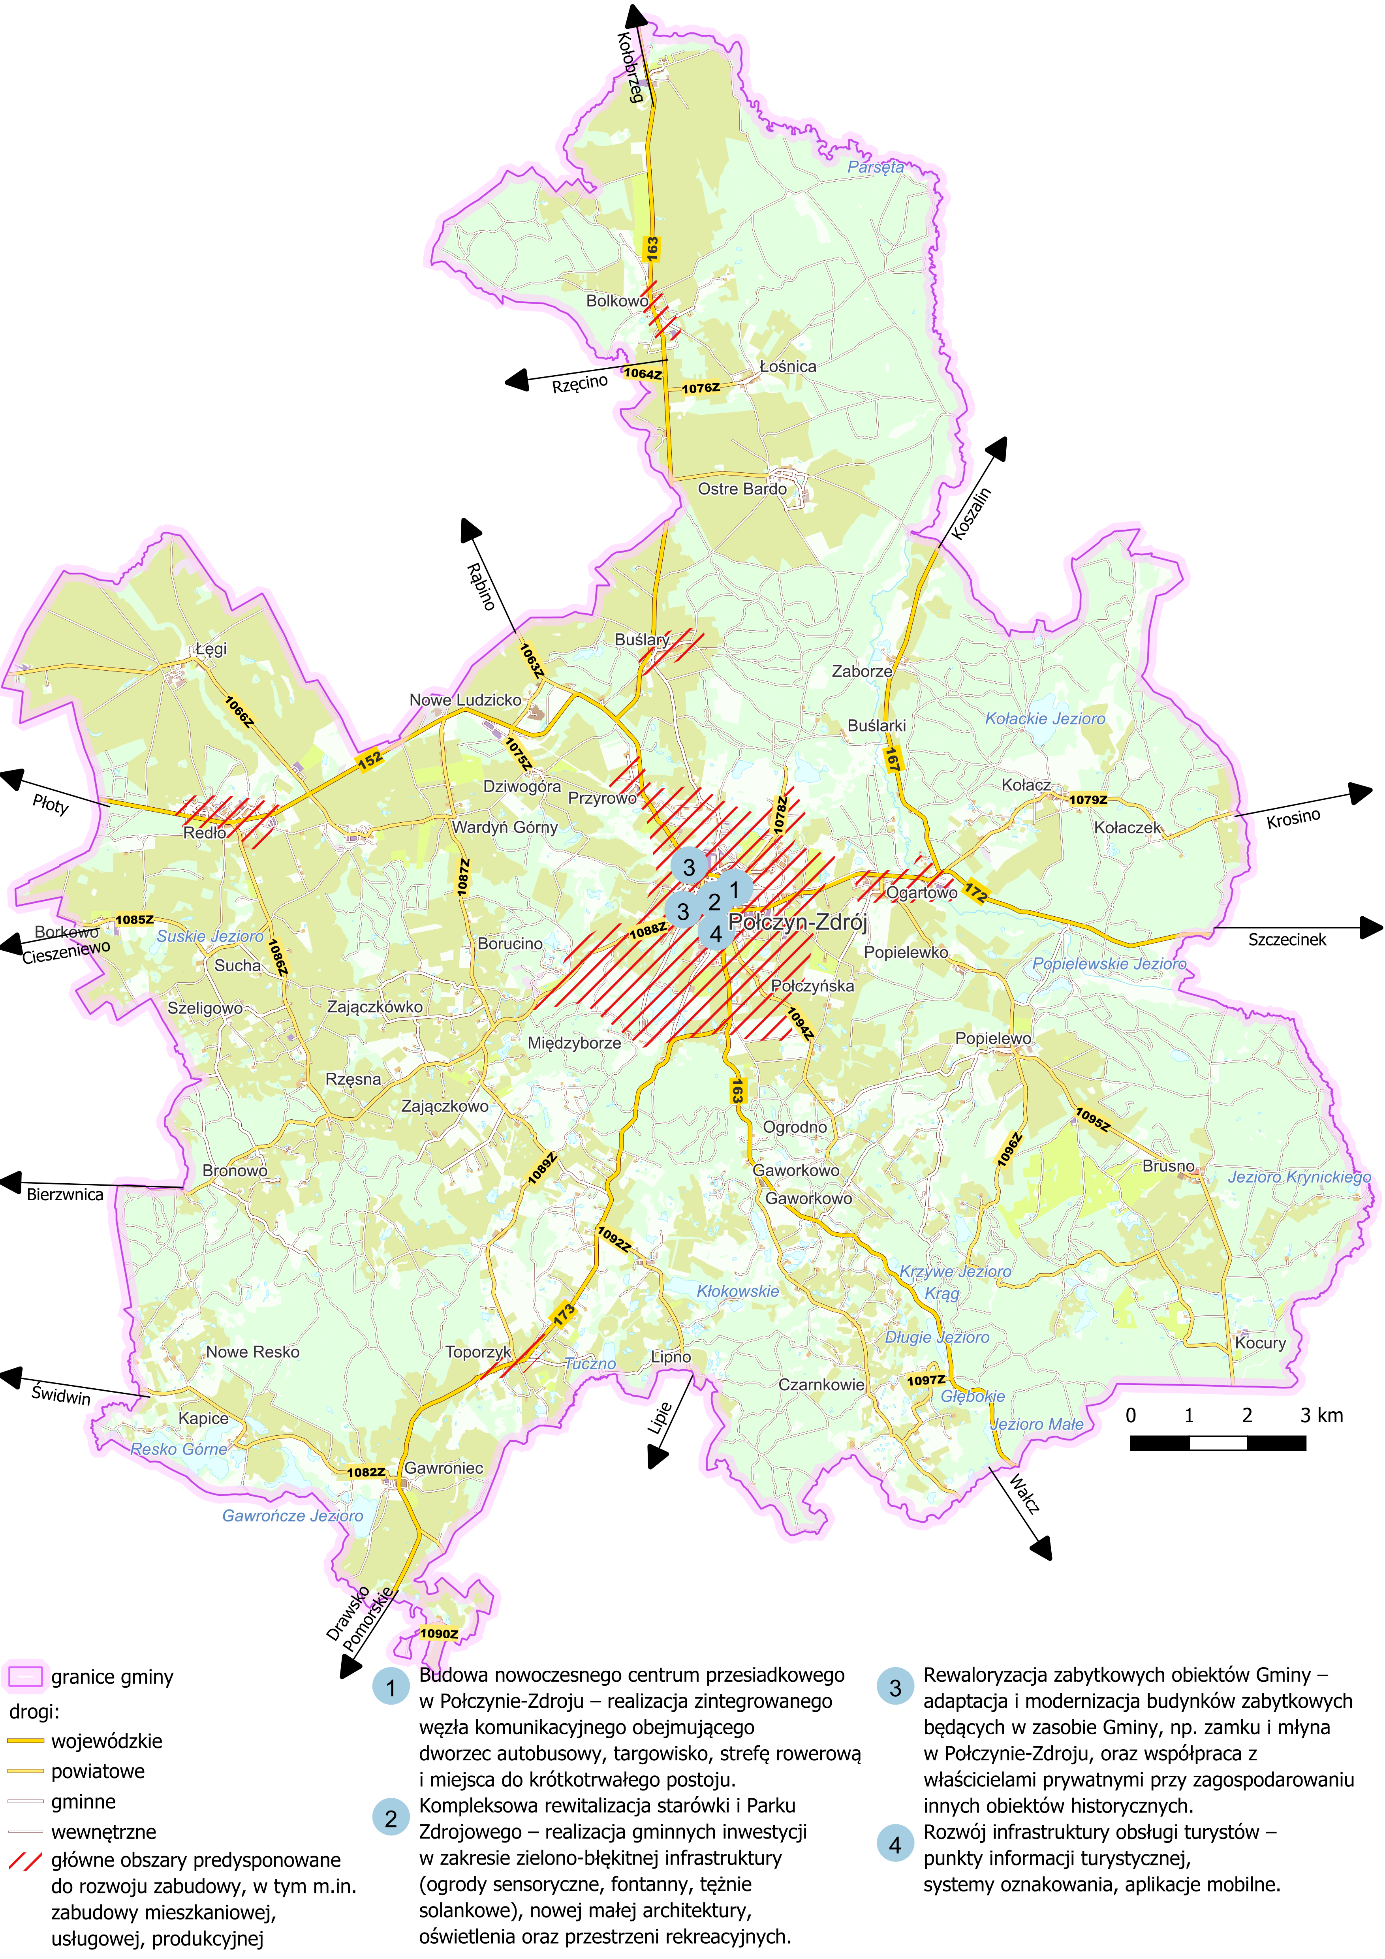 Kołobrzeg
Parsęta
163
Bolkowo
Rzęcino
1064Z
1076Z
Łośnica
Ostre Bardo
Koszalin
Rąbino
1063Z
Buślary
Łęgi
Zaborze
1066Z
Nowe Ludzicko
Kołackie Jezioro
Buślarki
152
1075Z
167
Dziwogóra
Przyrowo
Kołacz
1079Z
Płoty
1078Z
Krosino
Redło
Wardyń Górny
Kołaczek
3
1
1087Z
2
Ogartowo
172
3
1085Z
Połczyn-Zdrój
Borkowo
Cieszeniewo
Suskie Jezioro
1088Z
4
Szczecinek
Borucino
1086Z
Popielewko
Sucha
Popielewskie Jezioro
Połczyńska
Szeligowo
Zajączkówko
1094Z
Międzyborze
Popielewo
Rzęsna
163
Zajączkowo
1095Z
Ogrodno
1096Z
Bronowo
1089Z
Gaworkowo
Brusno
Bierzwnica
Gaworkowo
Jezioro Krynickiego
1092Z
Krzywe Jezioro
Krąg
Kłokowskie
173
Długie Jezioro
Kocury
Nowe Resko
Toporzyk
Tuczno
Lipno
Czarnkowie
1097Z
Świdwin
Głębokie
Kapice
Lipie
Jezioro Małe
0 1 2 3 km
Resko Górne
1082Z
Gawroniec
Wałcz
Gawrończe Jezioro
Drawsko
Pomorskie
1090Z
granice gminy
drogi:
wojewódzkie
powiatowe
gminne
wewnętrzne
główne obszary predysponowane
do rozwoju zabudowy, w tym m.in.
zabudowy mieszkaniowej,
usługowej, produkcyjnej
1
Budowa nowoczesnego centrum przesiadkowego
w Połczynie-Zdroju – realizacja zintegrowanego
węzła komunikacyjnego obejmującego
dworzec autobusowy, targowisko, strefę rowerową
i miejsca do krótkotrwałego postoju.
2
Kompleksowa rewitalizacja starówki i Parku
Zdrojowego – realizacja gminnych inwestycji
w zakresie zielono-błękitnej infrastruktury
(ogrody sensoryczne, fontanny, tężnie
solankowe), nowej małej architektury,
oświetlenia oraz przestrzeni rekreacyjnych.
3
Rewaloryzacja zabytkowych obiektów Gminy –
adaptacja i modernizacja budynków zabytkowych
będących w zasobie Gminy, np. zamku i młyna
w Połczynie-Zdroju, oraz współpraca z
właścicielami prywatnymi przy zagospodarowaniu
innych obiektów historycznych.
4
Rozwój infrastruktury obsługi turystów –
punkty informacji turystycznej,
systemy oznakowania, aplikacje mobilne.